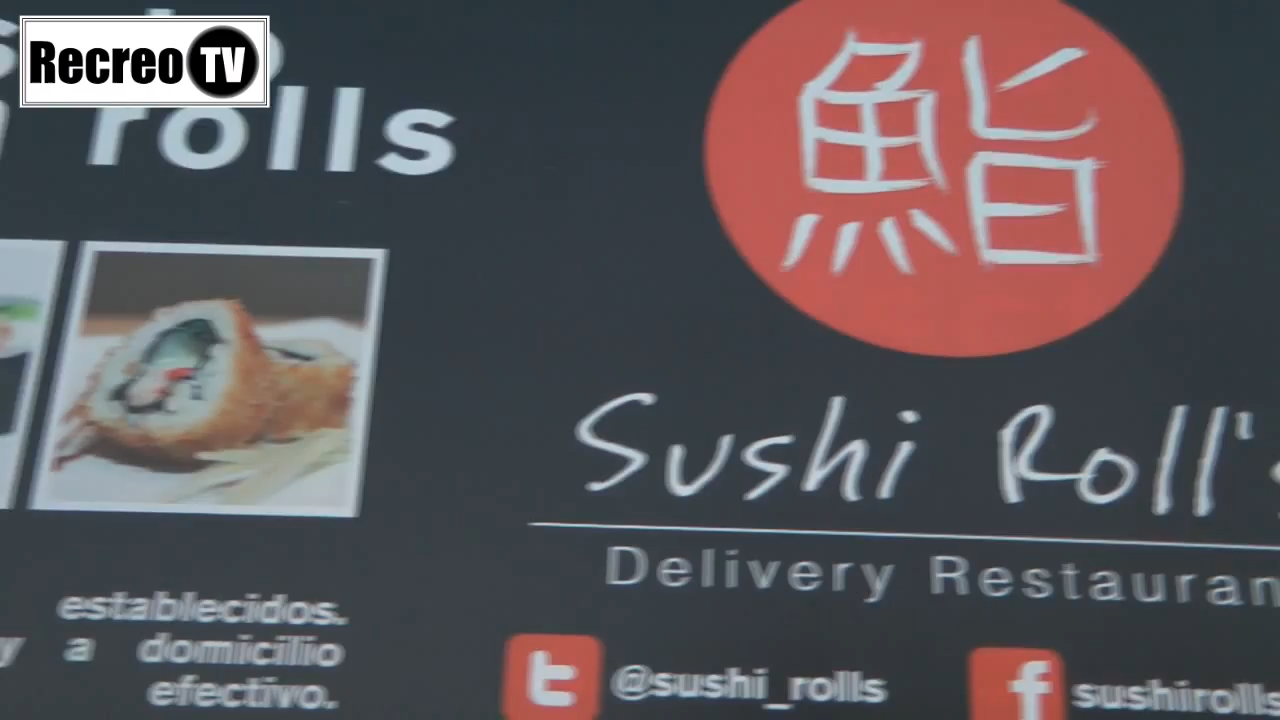 Recreo TV
rolls
鮨
Sushi Roll's
Delivery Restauran
establecidos.
y a domicilio
efectivo.
@sushi_rolls
sushirolls